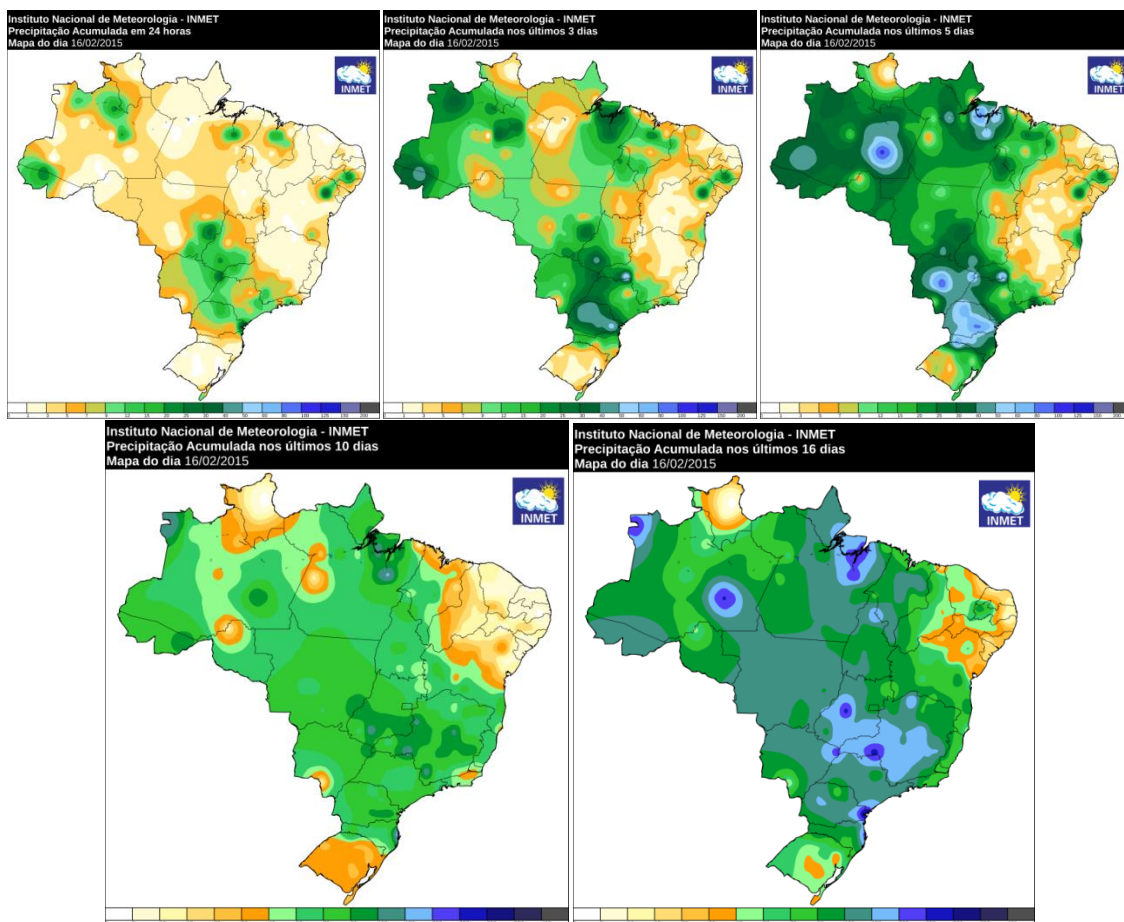 Instituto Nacional de Meteorologia - INMET
Precipitação Acumulada em 24 horas
Mapa do dia 16/02/2015
INMET
Instituto Nacional de Meteorologia - INMET
Precipitação Acumulada nos últimos 3 dias
Mapa do dia 16/02/2015
INMET
Instituto Nacional de Meteorologia - INMET
Precipitação Acumulada nos últimos 5 dias
Mapa do dia 16/02/2015
INMET
Instituto Nacional de Meteorologia - INMET
Precipitação Acumulada nos últimos 10 dias
Mapa do dia 16/02/2015
INMET
Instituto Nacional de Meteorologia - INMET
Precipitação Acumulada nos últimos 16 dias
Mapa do dia 16/02/2015
INMET